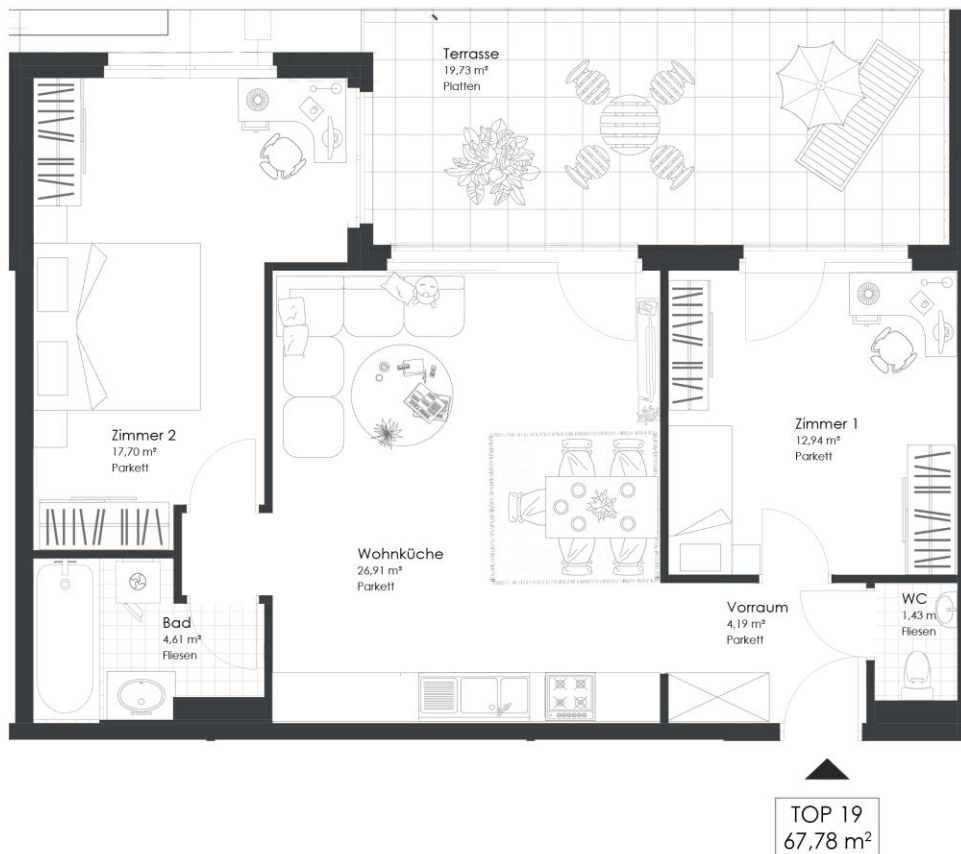 Terrasse
19,73 m²
Platten
Zimmer 2
17,70 m²
Parkett
Zimmer 1
12,94 m²
Parkett
Wohnküche
26,91 m²
Parkett
Bad
4,61 m²
Fliesen
Vorraum
4,19 m²
Parkett
WC
1,43 m
Fliesen
TOP 19
67,78 m²